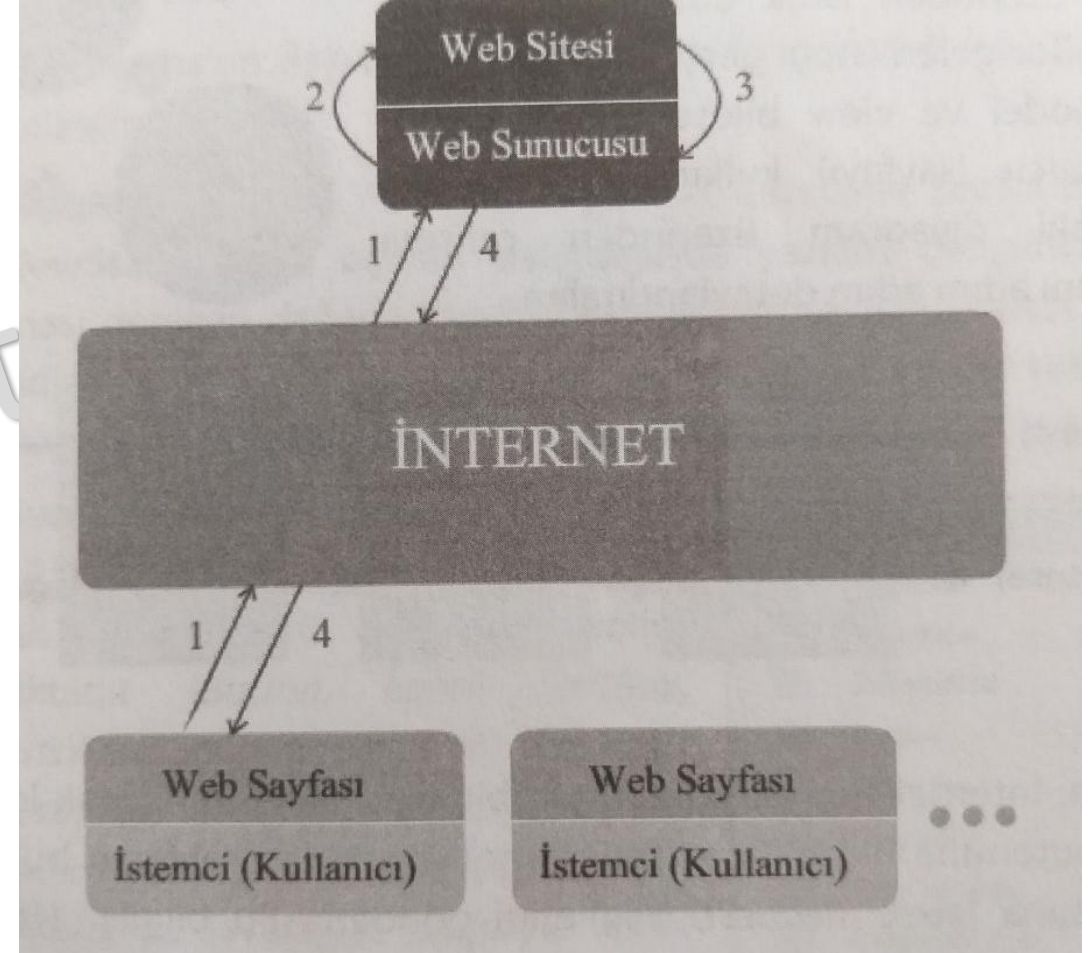 Web Sitesi
2
3
Web Sunucusu
1
4
İNTERNET
1
4
Web Sayfası
Web Sayfası
İstemci (Kullanıcı)
İstemci (Kullanıcı)